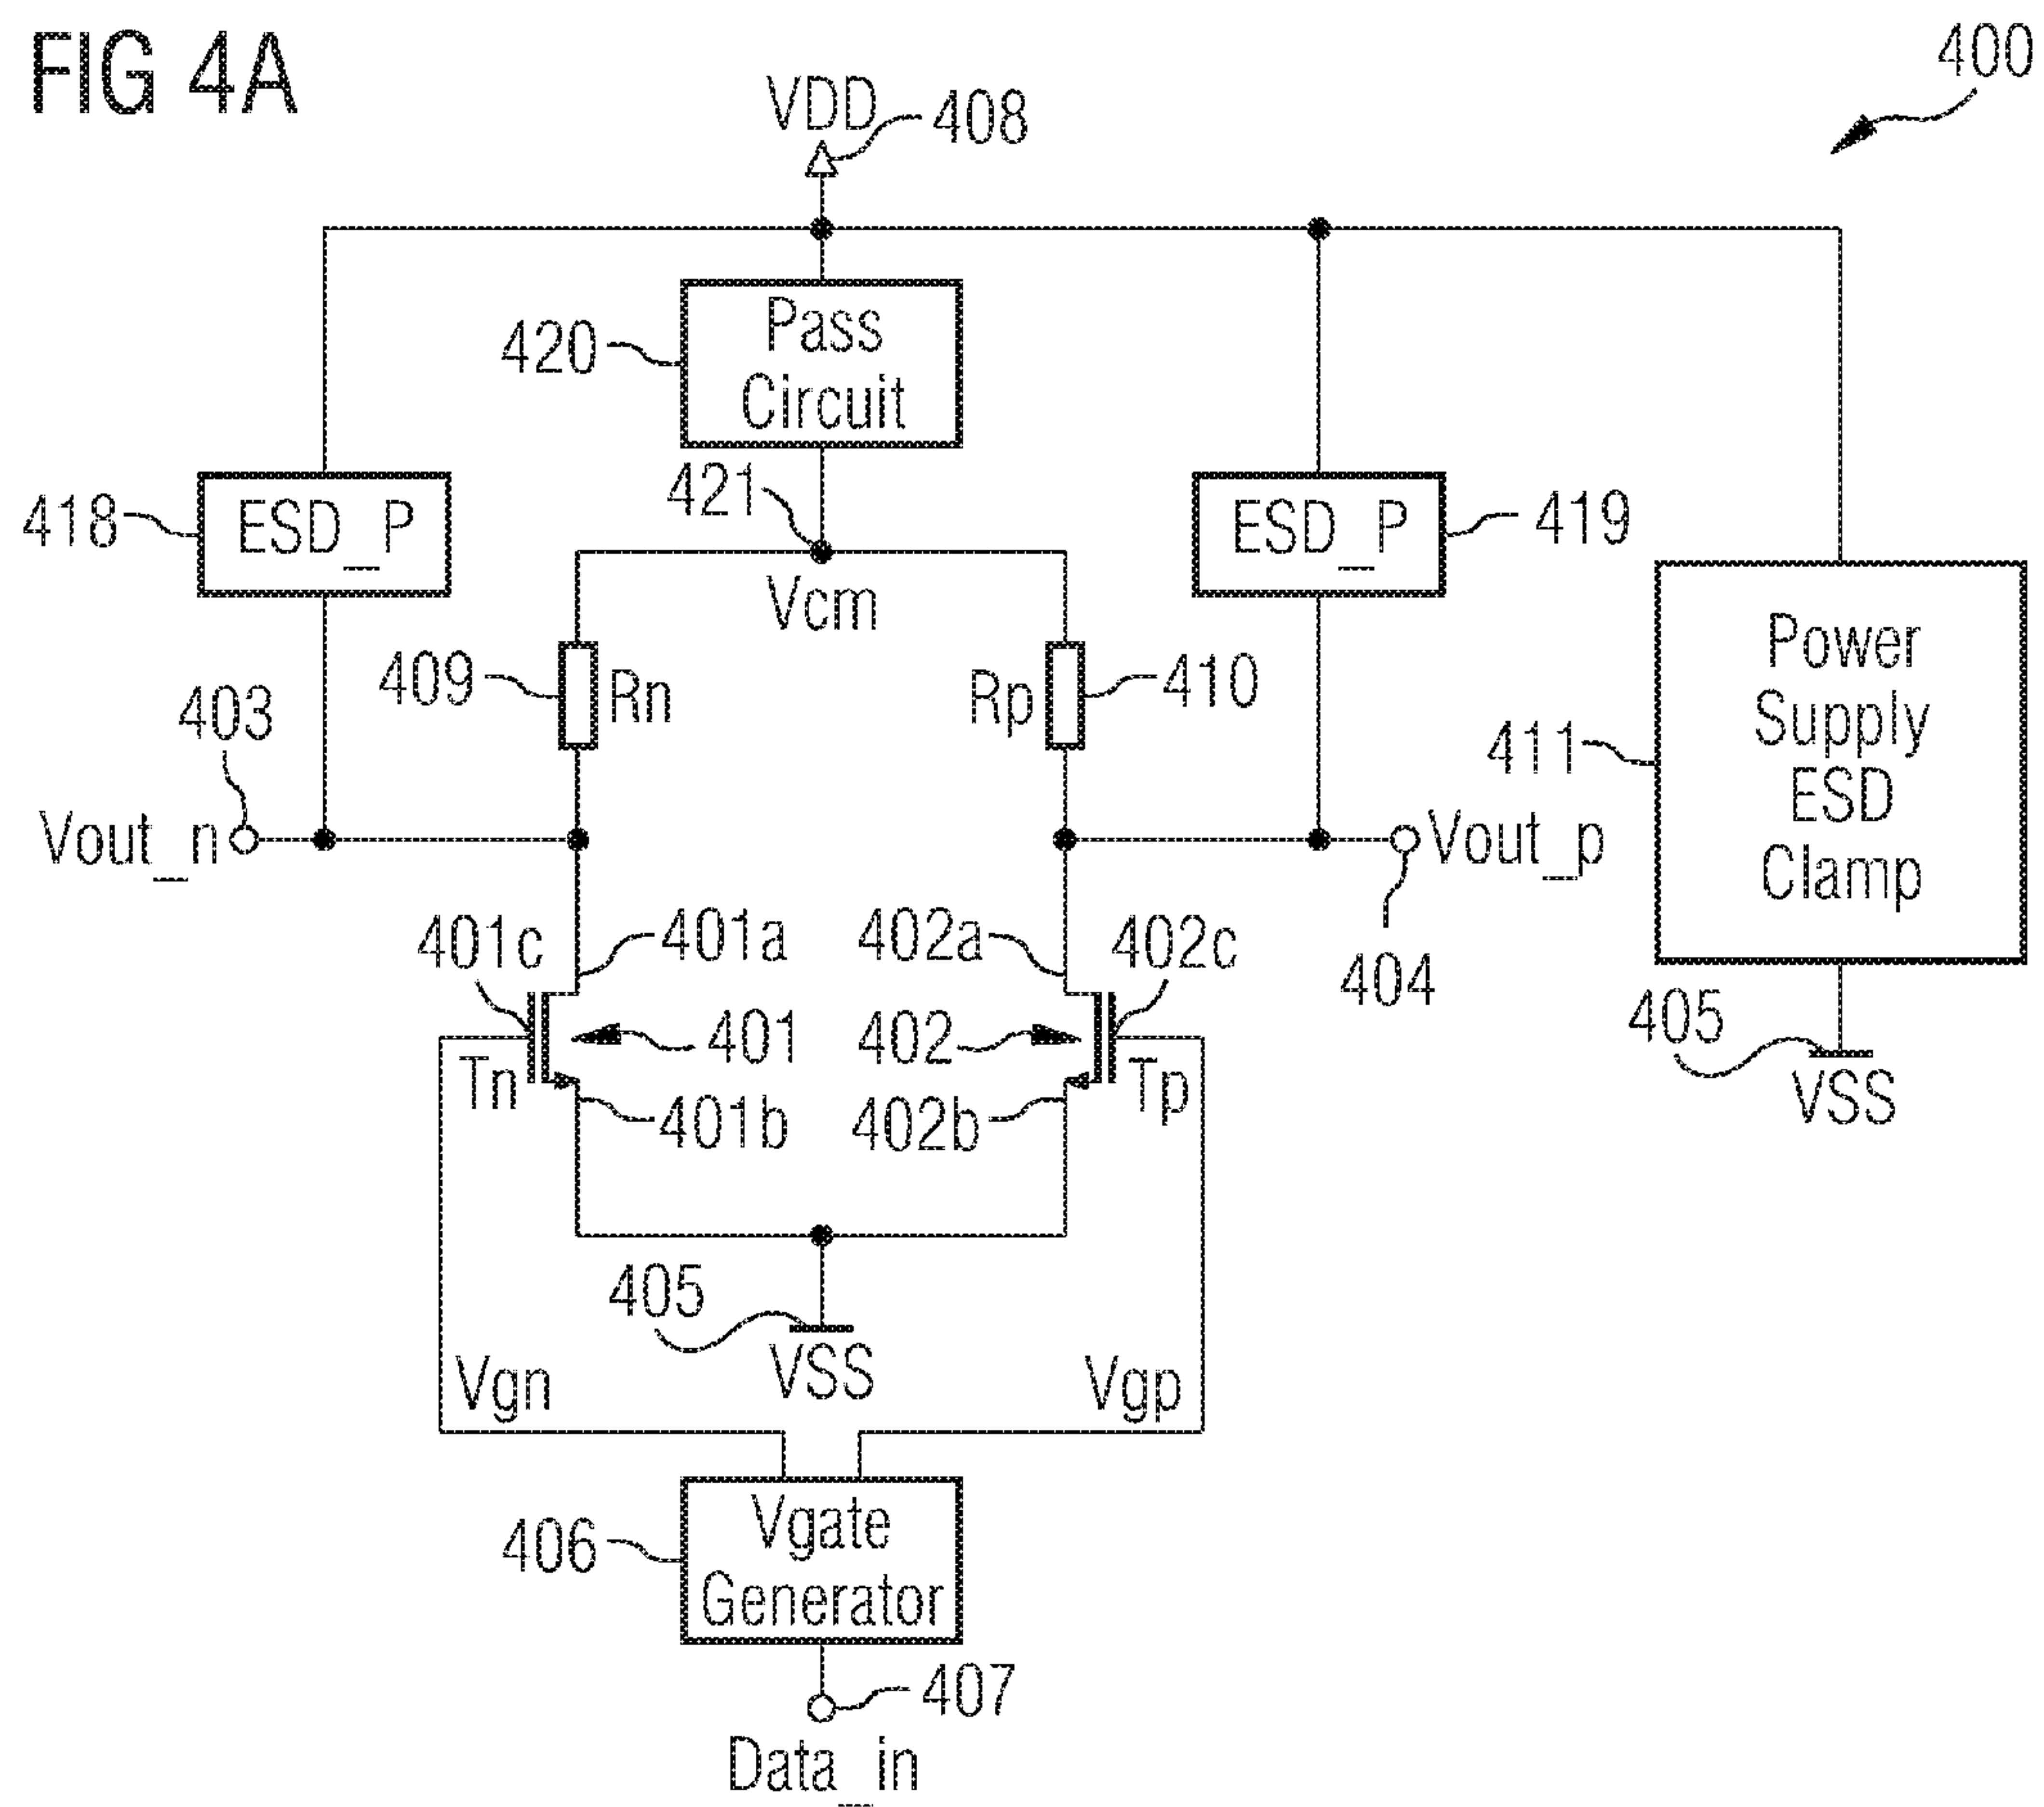 FIG 4A
400
VDD
408
Pass
Circuit
420
421
418
ESD_P
ESD_P
419
Vcm
409
Rn
Rp
410
403
Vout_n
Vout_p
404
411
Power
Supply
ESD
Clamp
405
VSS
401c
401a
402a
402c
Tn
401
402
Tp
401b
402b
405
VSS
Vgn
Vgp
406
Vgate
Generator
407
Data_in